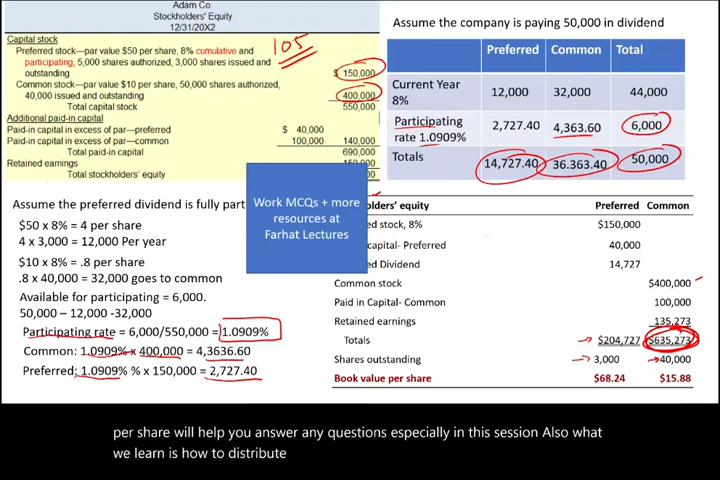 Adam Co.
Stockholders' Equity
12/31/20X2
Capital stock
Preferred stock—par value $50 per share, 8% cumulative and
participating, 5,000 shares authorized, 3,000 shares issued and
outstanding $ 150,000
Common stock—par value $10 per share, 50,000 shares authorized,
40,000 issued and outstanding 400,000
Total capital stock 550,000
Additional paid-in capital
Paid-in capital in excess of par—preferred $ 40,000
Paid-in capital in excess of par—common 100,000 140,000
Total paid-in capital 690,000
Retained earnings
Total stockholders' equity
105
Assume the company is paying 50,000 in dividend
Preferred Common Total
Current Year 8% 12,000 32,000 44,000
Participating rate 1.0909% 2,727.40 4,363.60 6,000
Totals 14,727.40 36.363.40 50,000
Assume the preferred dividend is fully part
$50 x 8% = 4 per share
4 x 3,000 = 12,000 Per year
$10 x 8% = .8 per share
.8 x 40,000 = 32,000 goes to common
Available for participating = 6,000.
50,000 – 12,000 -32,000
Participating rate = 6,000/550,000 = 1.0909%
Common: 1.0909% x 400,000 = 4,3636.60
Preferred; 1.0909% % x 150,000 = 2,727.40
Work MCQs + more
resources at
Farhat Lectures
olders' equity Preferred Common
ed stock, 8% $150,000
capital- Preferred 40,000
ed Dividend 14,727
Common stock $400,000
Paid in Capital- Common 100,000
Retained earnings 135,273
Totals $204,727 $635,273
Shares outstanding 3,000 40,000
Book value per share $68.24 $15.88
per share will help you answer any questions especially in this session Also what
we learn is how to distribute